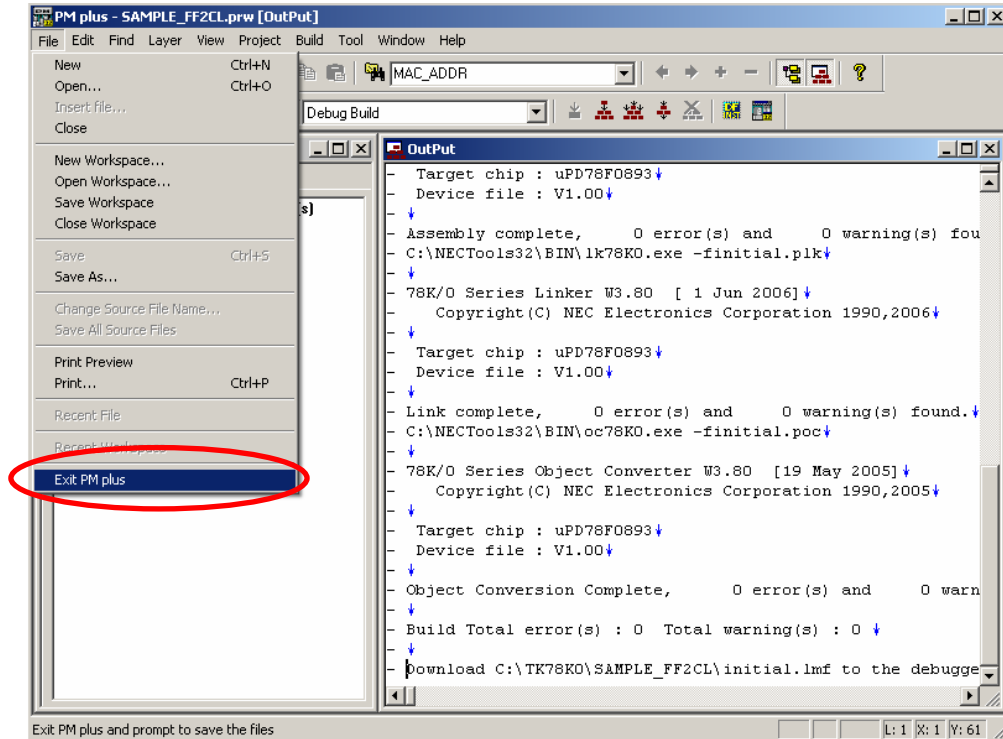 PM plus - SAMPLE_FF2CL.prw [OutPut]
File Edit Find Layer View Project Build Tool Window Help
New Ctrl+N
Open... Ctrl+O
Insert file...
Close
New Workspace...
Open Workspace...
Save Workspace
Close Workspace
Save Ctrl+S
Save As...
Change Source File Name...
Save All Source Files
Print Preview
Print... Ctrl+P
Recent File
Recent Workspace
Exit PM plus
MAC_ADDR
Debug Build
s)
OutPut
- Target chip : uPD78F0893↓
- Device file : V1.00↓
- ↓
- Assembly complete, 0 error(s) and 0 warning(s) fou
- C:\NECTools32\BIN\lk78K0.exe -finitial.plk↓
- ↓
- 78K/0 Series Linker W3.80 [ 1 Jun 2006]↓
- Copyright(C) NEC Electronics Corporation 1990,2006↓
- ↓
- Target chip : uPD78F0893↓
- Device file : V1.00↓
- ↓
- Link complete, 0 error(s) and 0 warning(s) found.↓
- C:\NECTools32\BIN\oc78K0.exe -finitial.poc↓
- ↓
- 78K/0 Series Object Converter W3.80 [19 May 2005]↓
- Copyright(C) NEC Electronics Corporation 1990,2005↓
- ↓
- Target chip : uPD78F0893↓
- Device file : V1.00↓
- ↓
- Object Conversion Complete, 0 error(s) and 0 warn
- ↓
- Build Total error(s) : 0 Total warning(s) : 0 ↓
- ↓
- Download C:\TK78K0\SAMPLE_FF2CL\initial.lmf to the debugge
Exit PM plus and prompt to save the files
L: 1 X: 1 Y: 61